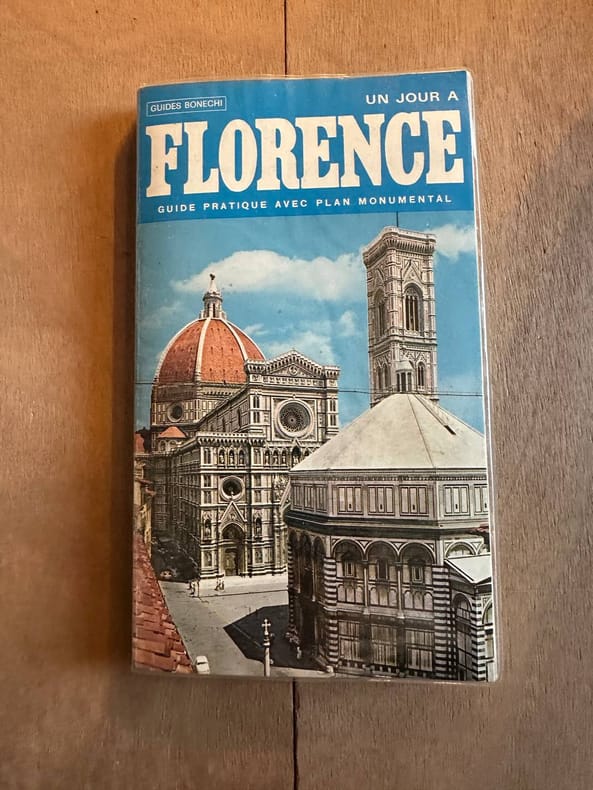 GUIDES BONECHI
UN JOUR A
FLORENCE
GUIDE PRATIQUE AVEC PLAN MONUMENTAL